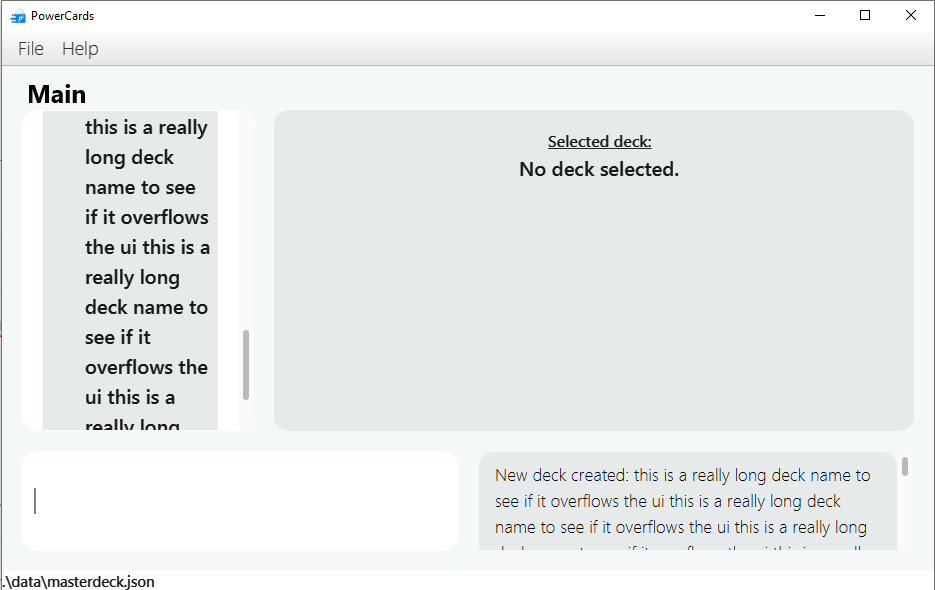 PowerCards
File Help
Main
this is a really
long deck
name to see
if it overflows
the ui this is a
really long
deck name to
see if it
overflows the
ui this is a
really long
Selected deck:
No deck selected.
New deck created: this is a really long deck name to
see if it overflows the ui this is a really long deck
name to see if it overflows the ui this is a really long
.\data\masterdeck.json